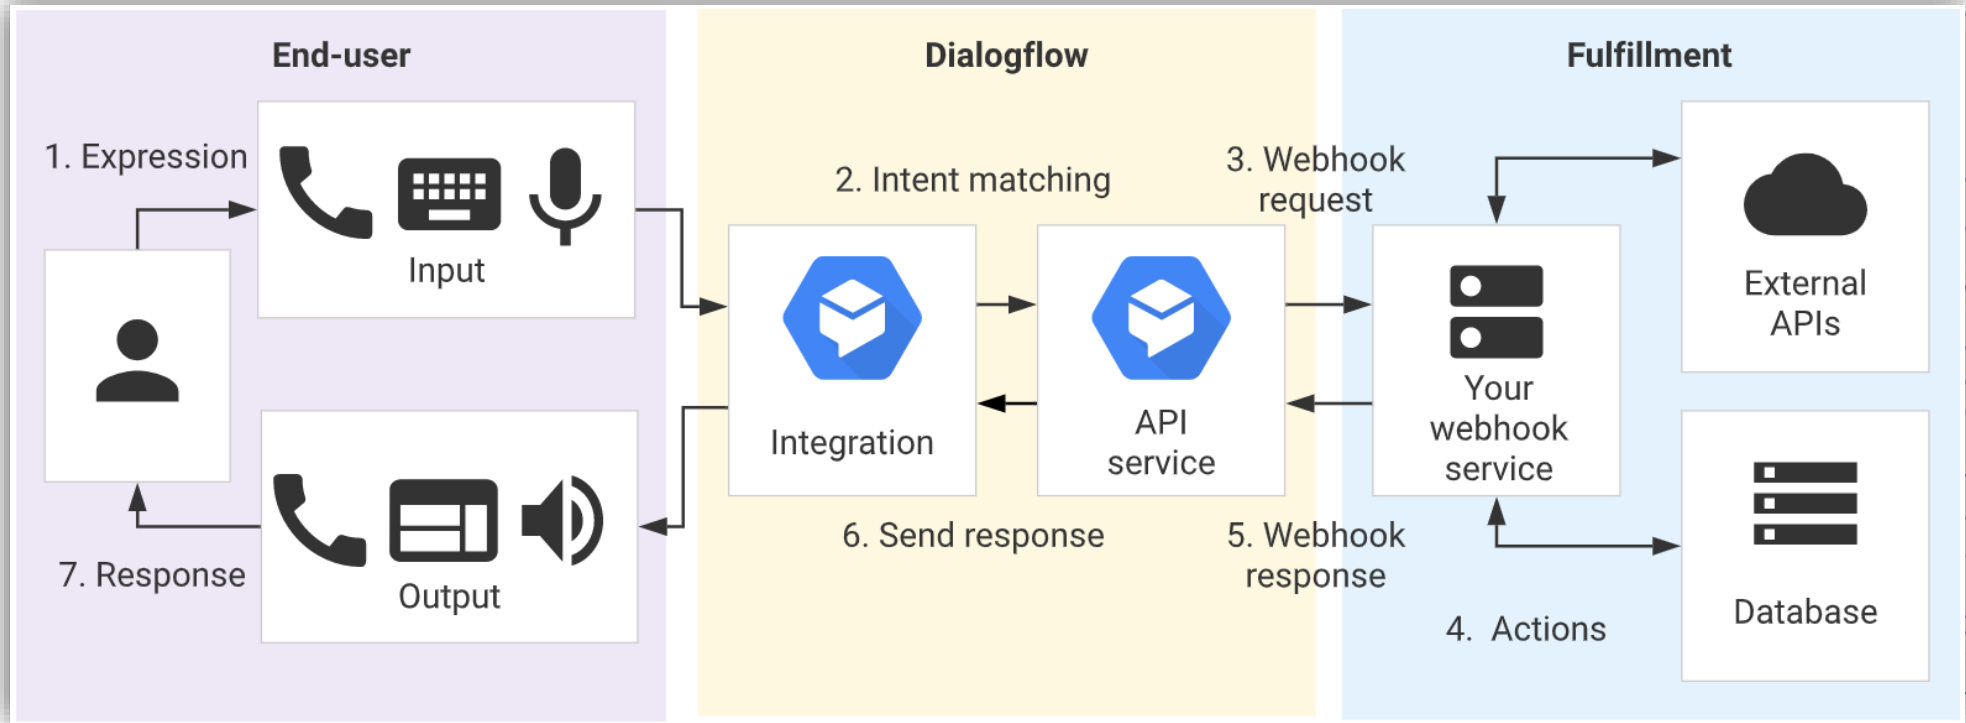 End-user
1. Expression
Input
Output
7. Response
Dialogflow
2. Intent matching
Integration
API
service
6. Send response
3. Webhook
request
5. Webhook
response
Fulfillment
Your
webhook
service
External
APIs
Database
4. Actions